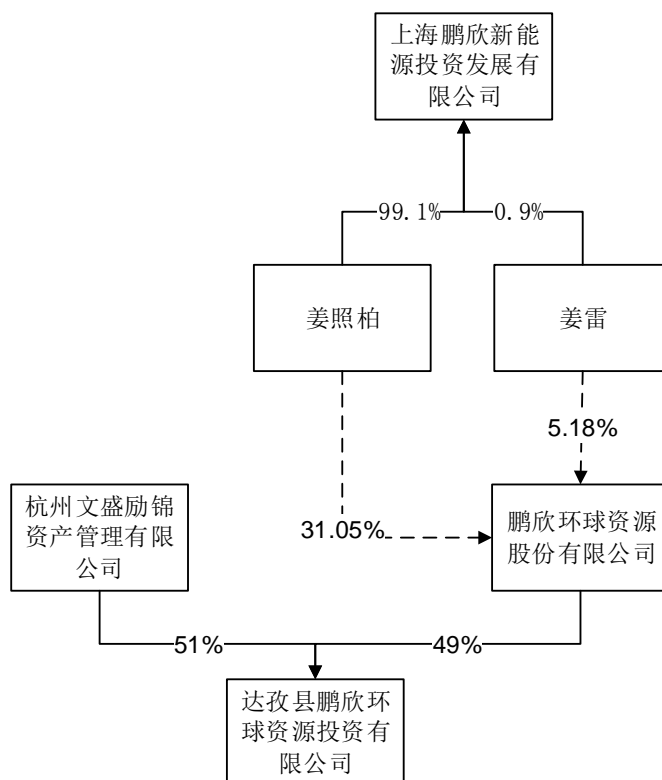 上海鹏欣新能
源投资发展有
限公司
99.1%
0.9%
姜照柏
姜雷
5.18%
杭州文盛励锦
资产管理有限
公司
31.05%
鹏欣环球资源
股份有限公司
51%
49%
达孜县鹏欣环
球资源投资有
限公司